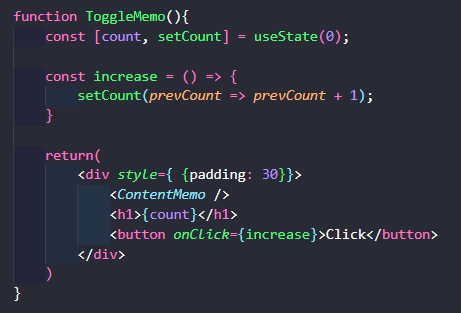 function ToggleMemo(){
    const [count, setCount] = useState(0);

    const increase = () => {
        setCount(prevCount => prevCount + 1);
    }

    return(
        <div style={ {padding: 30}}>
            <ContentMemo />
            <h1>{count}</h1>
            <button onClick={increase}>Click</button>
        </div>
    )
}